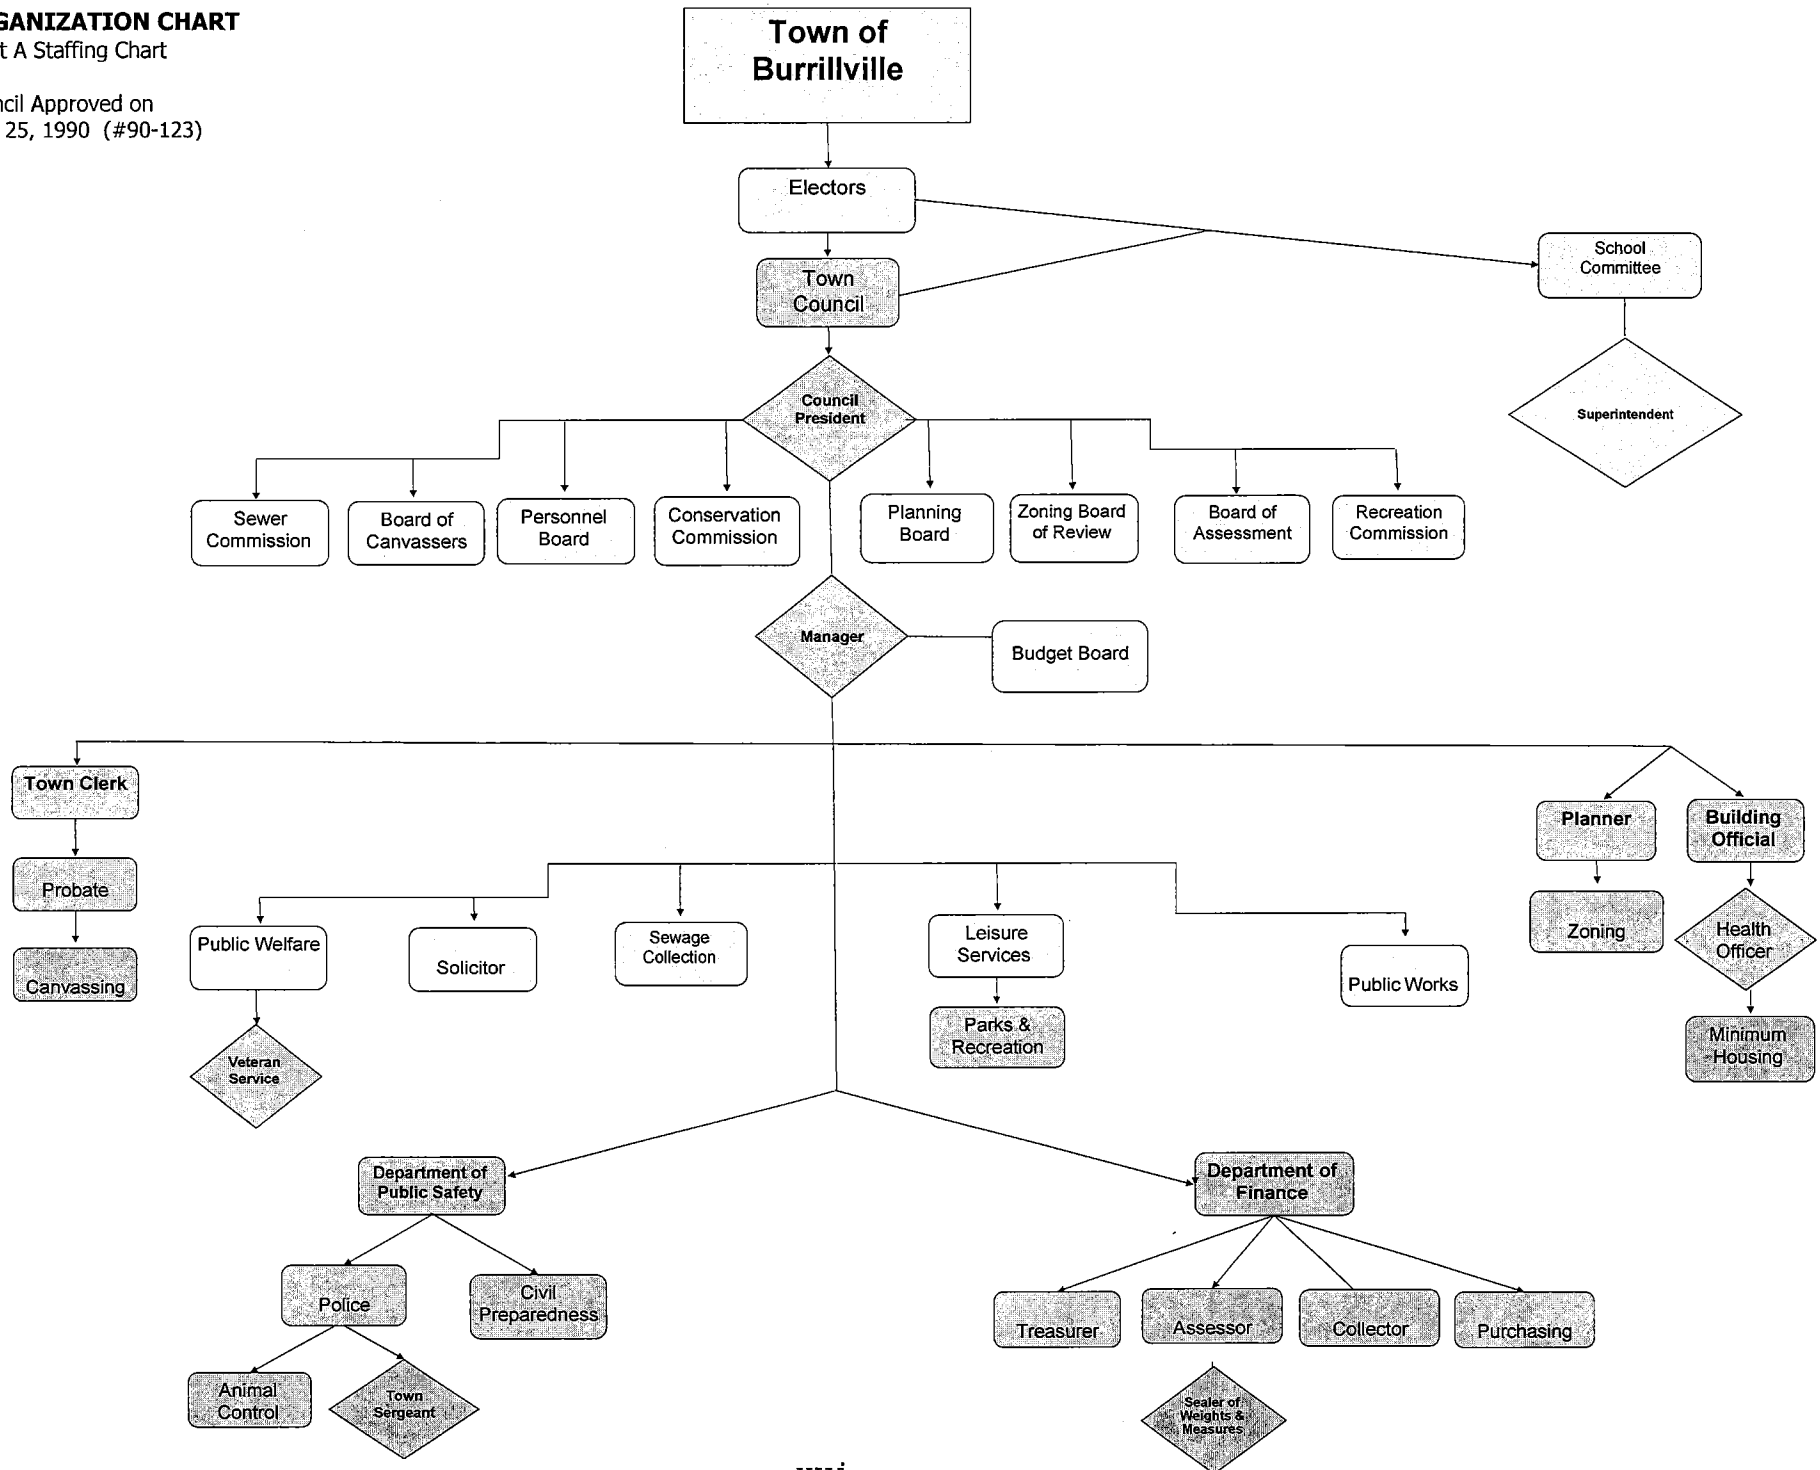 GANIZATION CHART
t A Staffing Chart
ncil Approved on
25, 1990 (#90-123)
Town of
Burrillville
Electors
Town
Council
School
Committee
Council
President
Superintendent
Sewer
Commission
Board of
Canvassers
Personnel
Board
Conservation
Commission
Planning
Board
Zoning Board
of Review
Board of
Assessment
Recreation
Commission
Manager
Budget Board
Town Clerk
Planner
Building
Official
Probate
Zoning
Health
Officer
Canvassing
Public Welfare
Solicitor
Sewage
Collection
Leisure
Services
Public Works
Parks &
Recreation
Minimum
Housing
Veteran
Service
Department of
Public Safety
Department of
Finance
Police
Civil
Preparedness
Treasurer
Assessor
Collector
Purchasing
Animal
Control
Town
Sergeant
Sealer of
Weights &
Measures